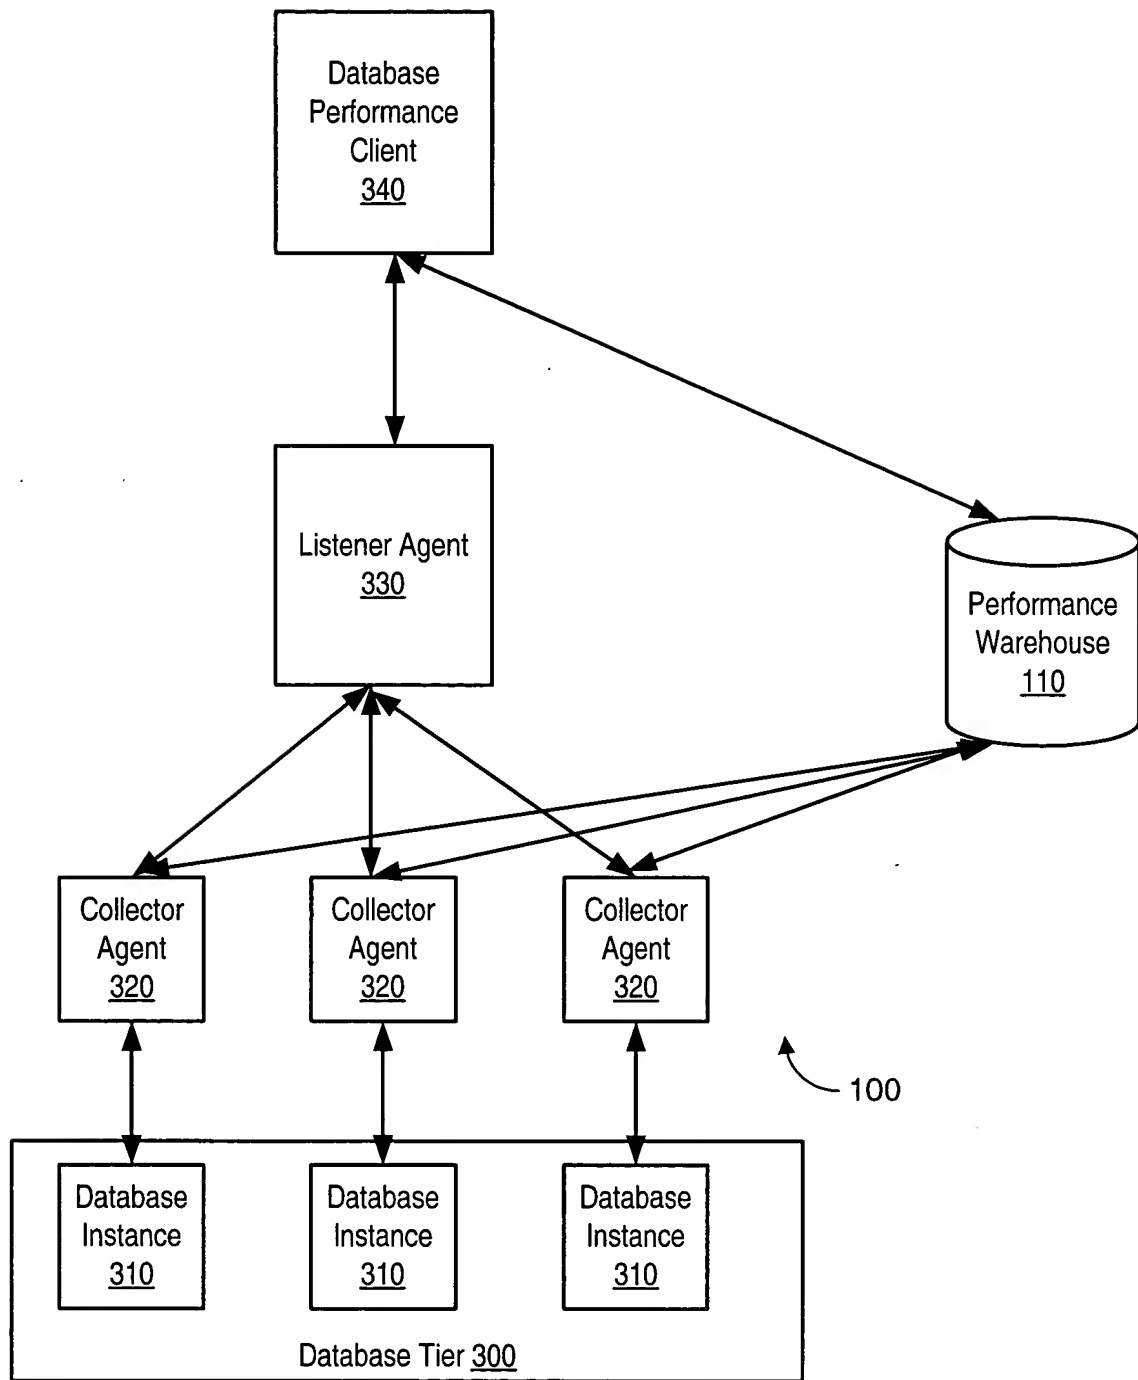 Database
Performance
Client
340
Listener Agent
330
Performance
Warehouse
110
Collector
Agent
320
Collector
Agent
320
Collector
Agent
320
100
Database
Instance
310
Database
Instance
310
Database
Instance
310
Database Tier 300